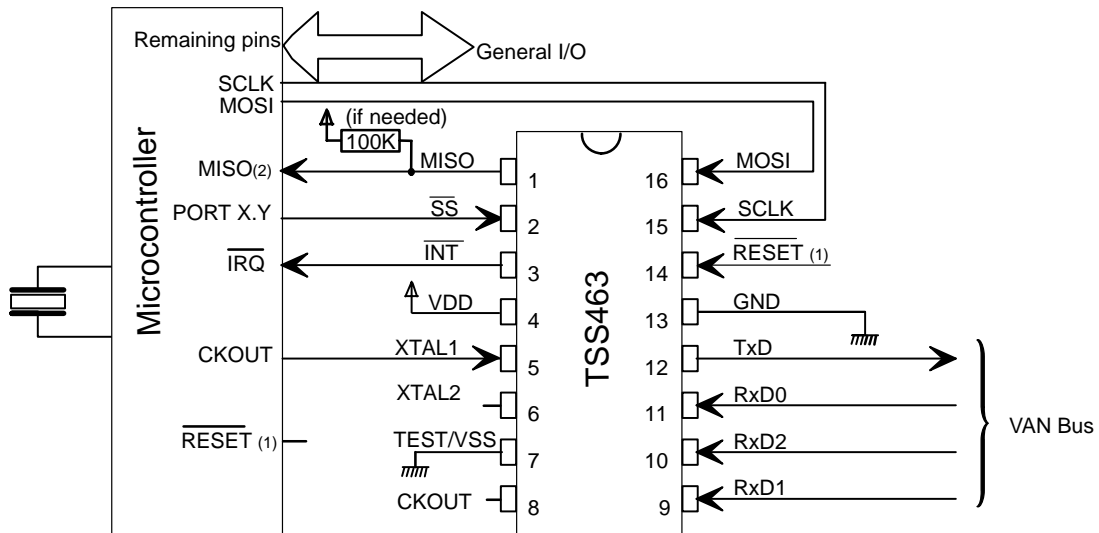 Remaining pins
General I/O
SCLK
MOSI
(if needed)
100K
MISO(2)
MISO
1
16
MOSI
PORT X.Y
SS
2
15
SCLK
IRQ
INT
3
14
RESET (1)
VDD
4
13
GND
CKOUT
XTAL1
5
12
TxD
XTAL2
6
11
RxD0
RESET (1)
TEST/VSS
7
10
RxD2
CKOUT
8
9
RxD1
Microcontroller
TSS463
VAN Bus